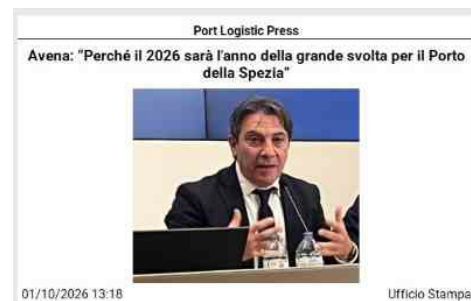 Port Logistic Press
Avena: “Perché il 2026 sarà l'anno della grande svolta per il Porto
della Spezia”
01/10/2026 13:18
Ufficio Stampa